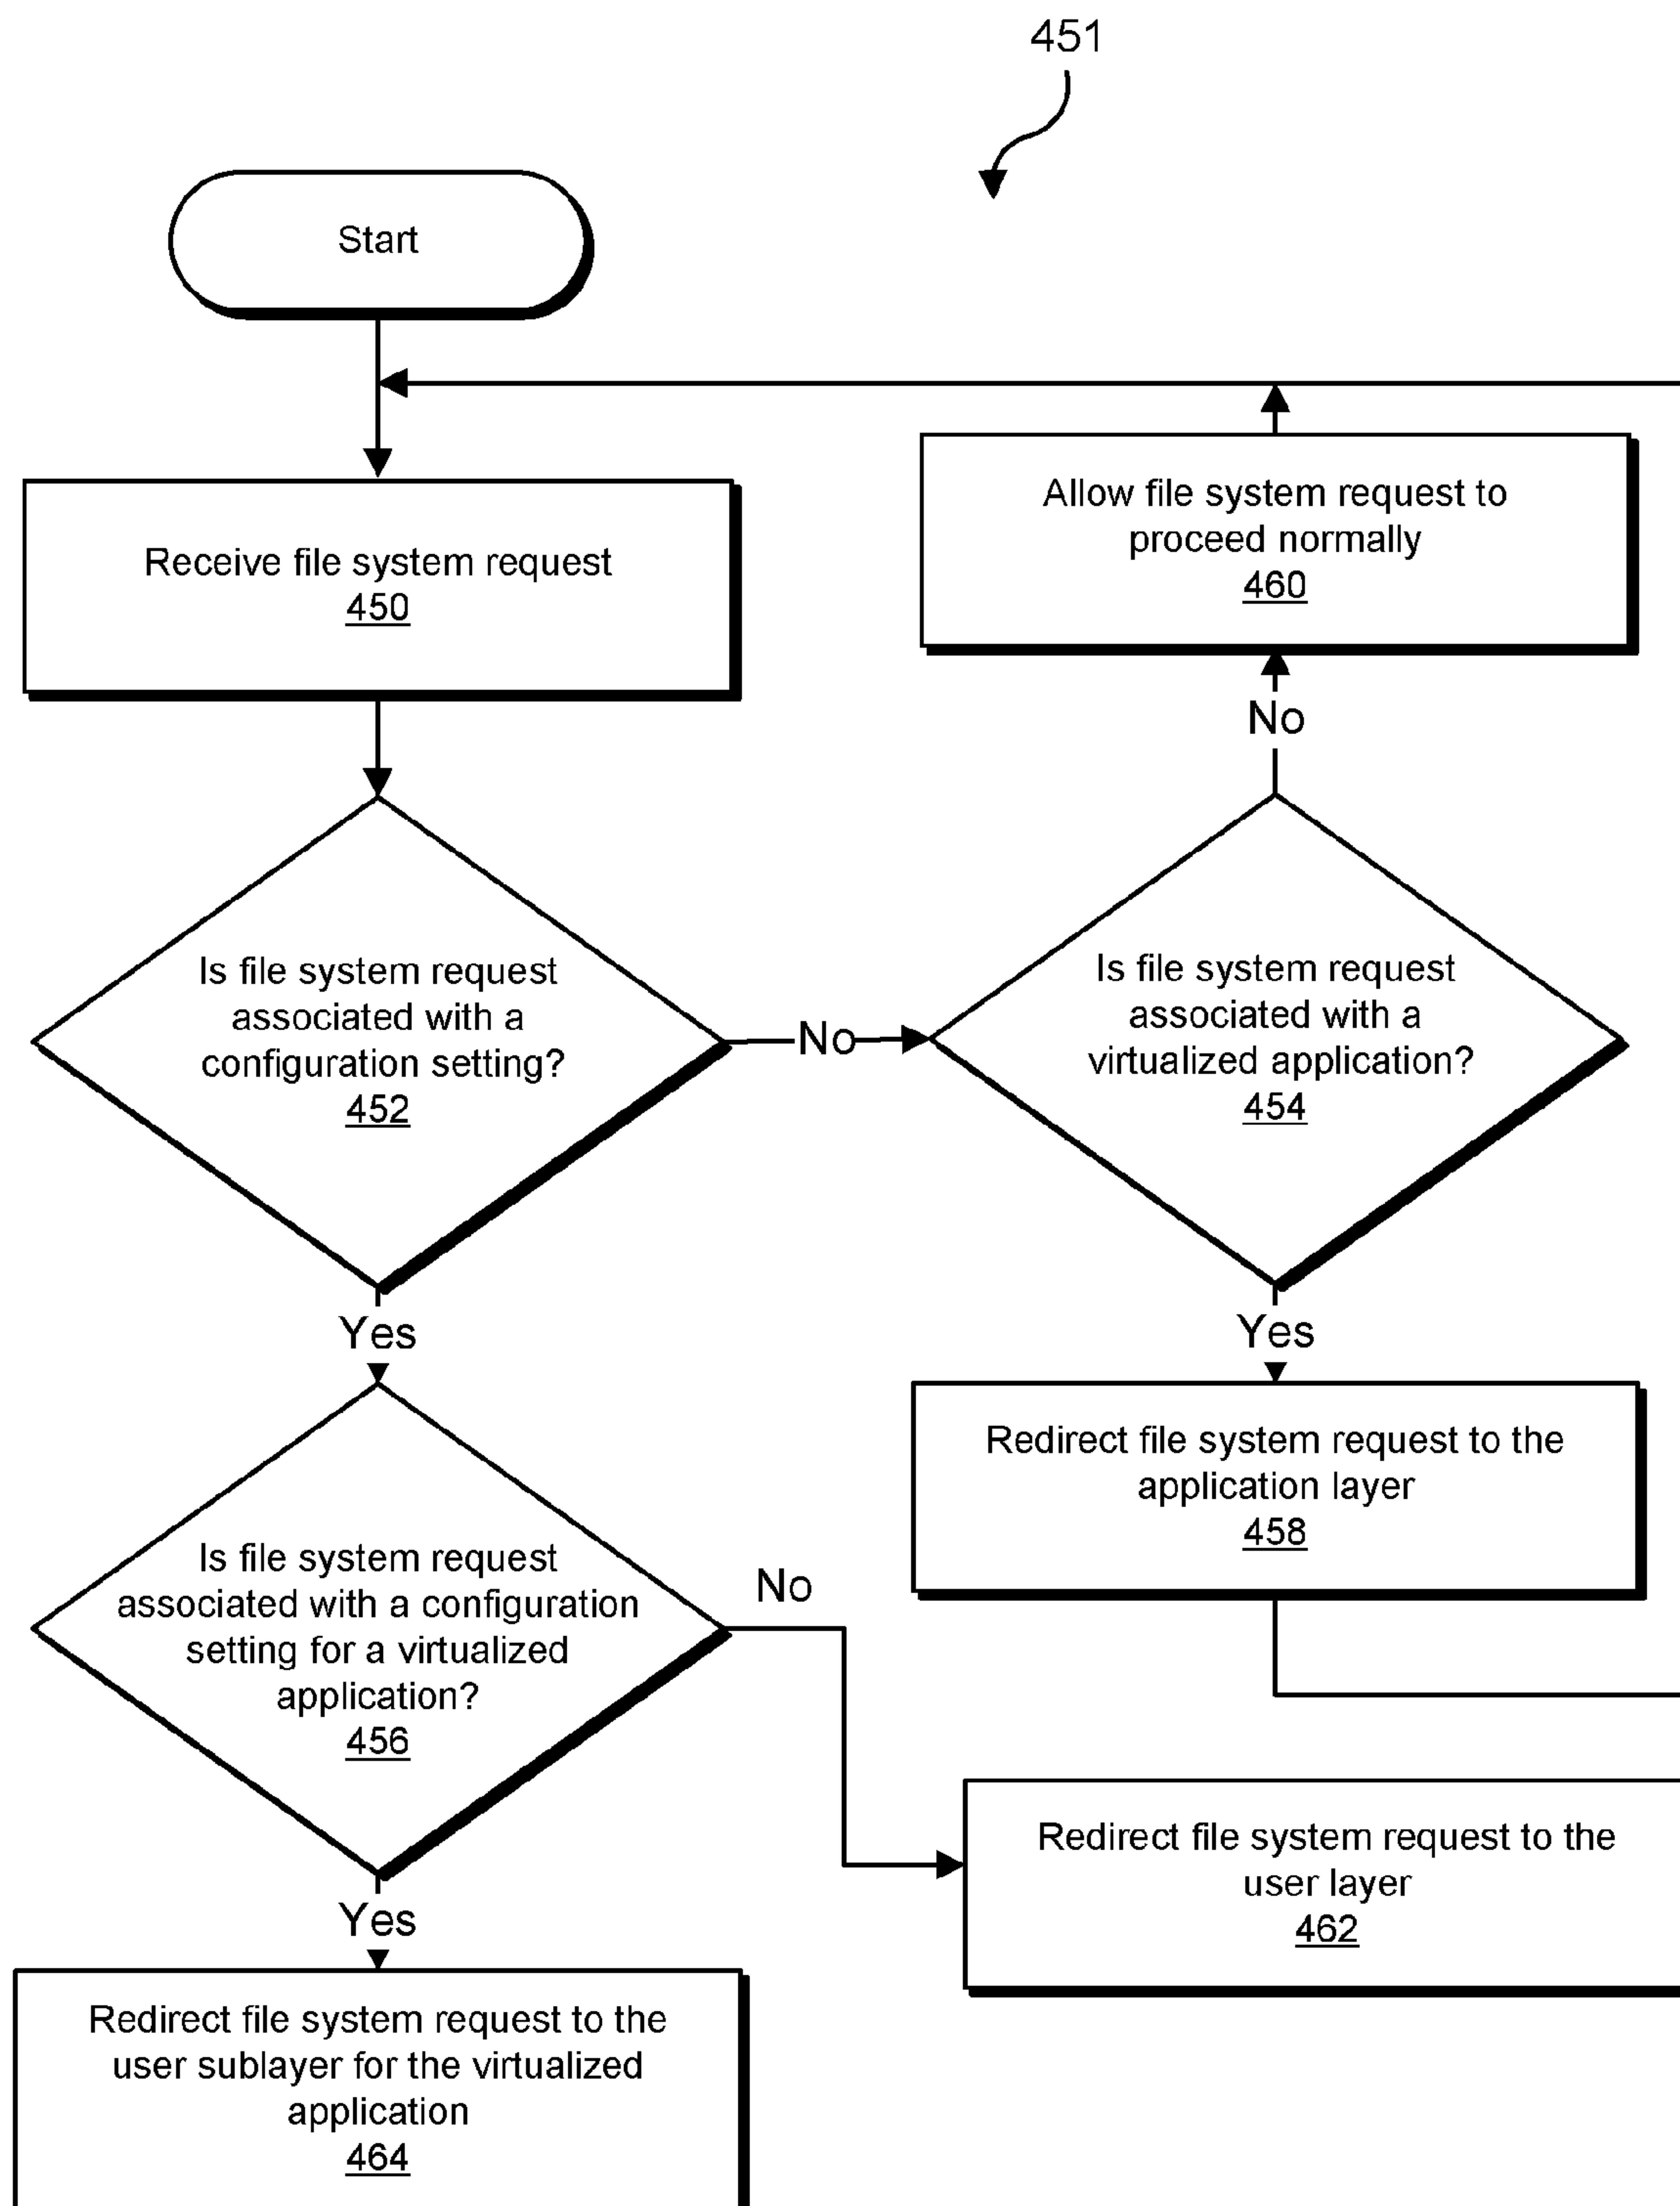 451
Start
Receive file system request
450
Allow file system request to
proceed normally
460
No
Is file system request
associated with a
configuration setting?
452
No
Is file system request
associated with a
virtualized application?
454
Yes
Yes
Redirect file system request to the
application layer
458
Is file system request
associated with a configuration
setting for a virtualized
application?
456
No
Redirect file system request to the
user layer
462
Yes
Redirect file system request to the
user sublayer for the virtualized
application
464